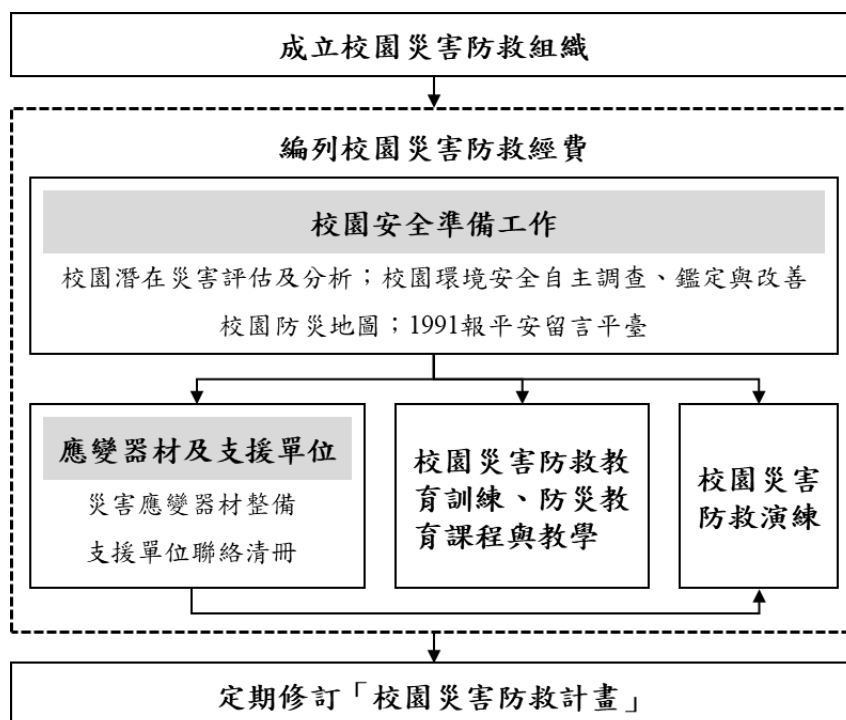 成立校園災害防救組織
編列校園災害防救經費
校園安全準備工作
校園潛在災害評估及分析；校園環境安全自主調查、鑑定與改善
校園防災地圖；1991報平安留言平臺
應變器材及支援單位
災害應變器材整備
支援單位聯絡清冊
校園災害防救教
育訓練、防災教
育課程與教學
校園災害
防救演練
定期修訂「校園災害防救計畫」